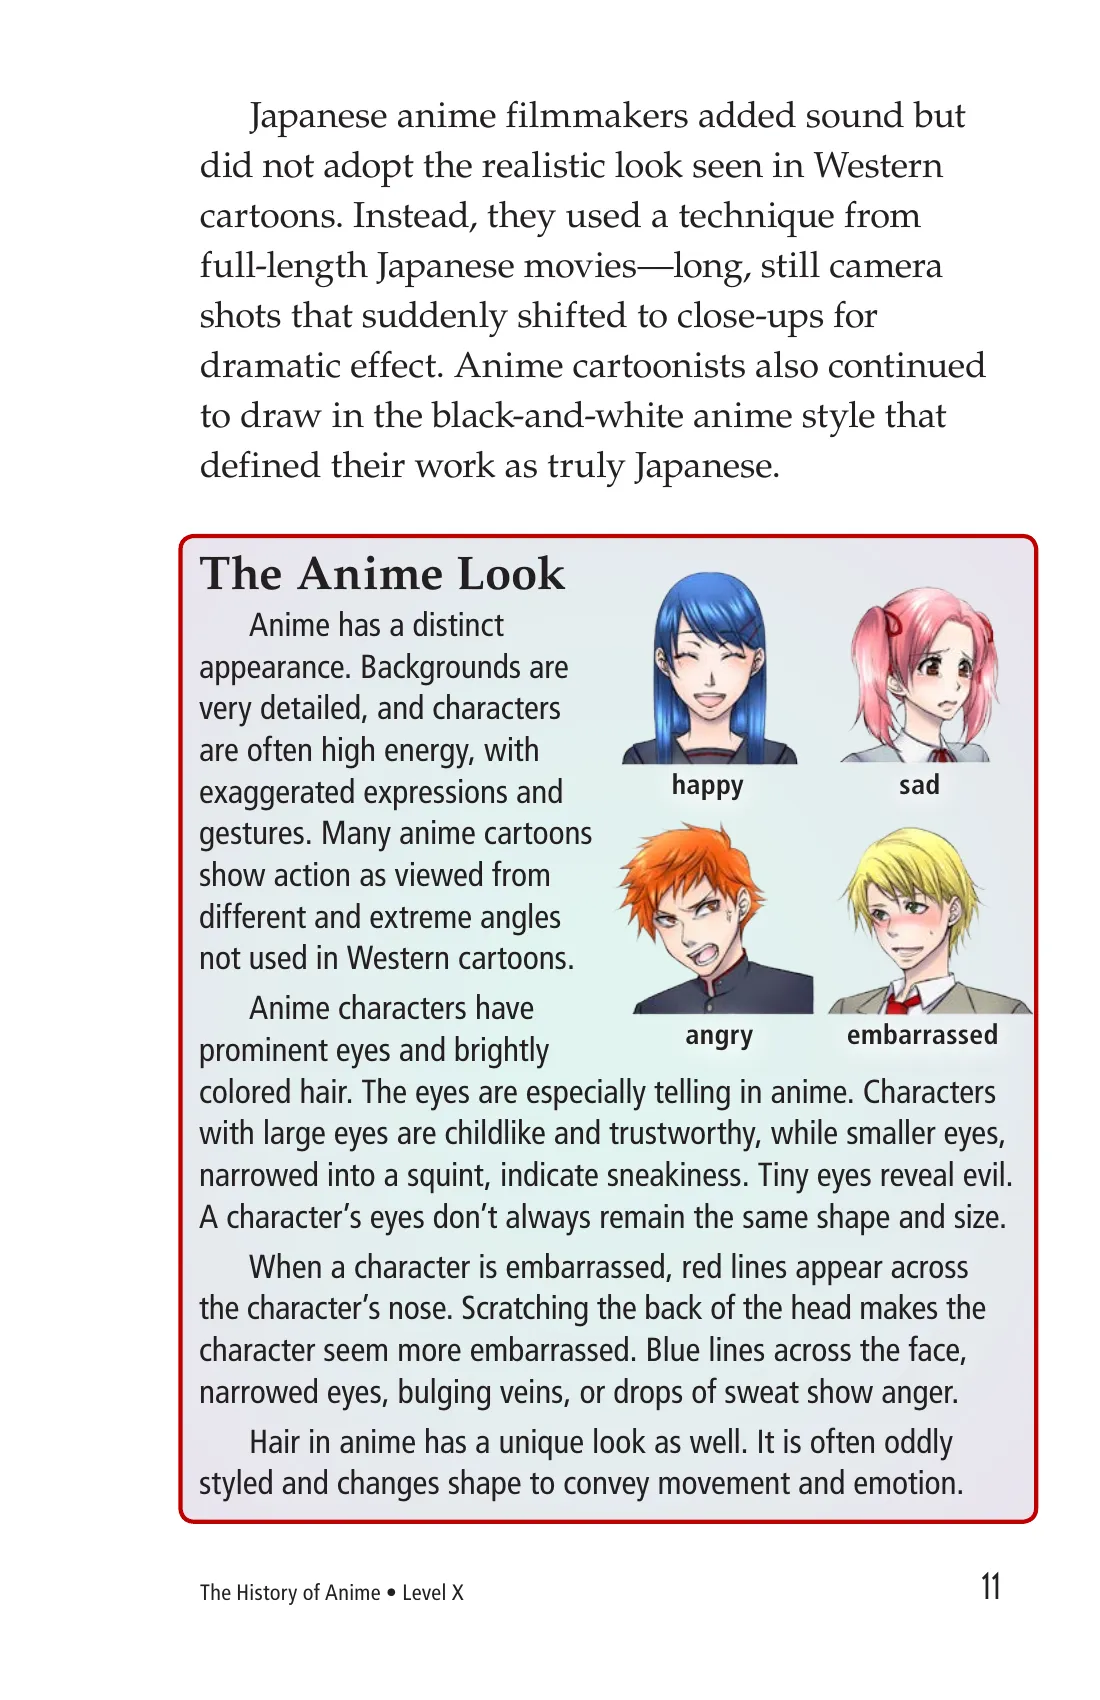 Japanese anime filmmakers added sound but
did not adopt the realistic look seen in Western
cartoons. Instead, they used a technique from
full-length Japanese movies—long, still camera
shots that suddenly shifted to close-ups for
dramatic effect. Anime cartoonists also continued
to draw in the black-and-white anime style that
defined their work as truly Japanese.
The Anime Look
Anime has a distinct
appearance. Backgrounds are
very detailed, and characters
are often high energy, with
exaggerated expressions and
gestures. Many anime cartoons
show action as viewed from
different and extreme angles
not used in Western cartoons.
happy
sad
angry
embarrassed
Anime characters have
prominent eyes and brightly
colored hair. The eyes are especially telling in anime. Characters
with large eyes are childlike and trustworthy, while smaller eyes,
narrowed into a squint, indicate sneakiness. Tiny eyes reveal evil.
A character’s eyes don’t always remain the same shape and size.
When a character is embarrassed, red lines appear across
the character’s nose. Scratching the back of the head makes the
character seem more embarrassed. Blue lines across the face,
narrowed eyes, bulging veins, or drops of sweat show anger.
Hair in anime has a unique look as well. It is often oddly
styled and changes shape to convey movement and emotion.
The History of Anime • Level X
11